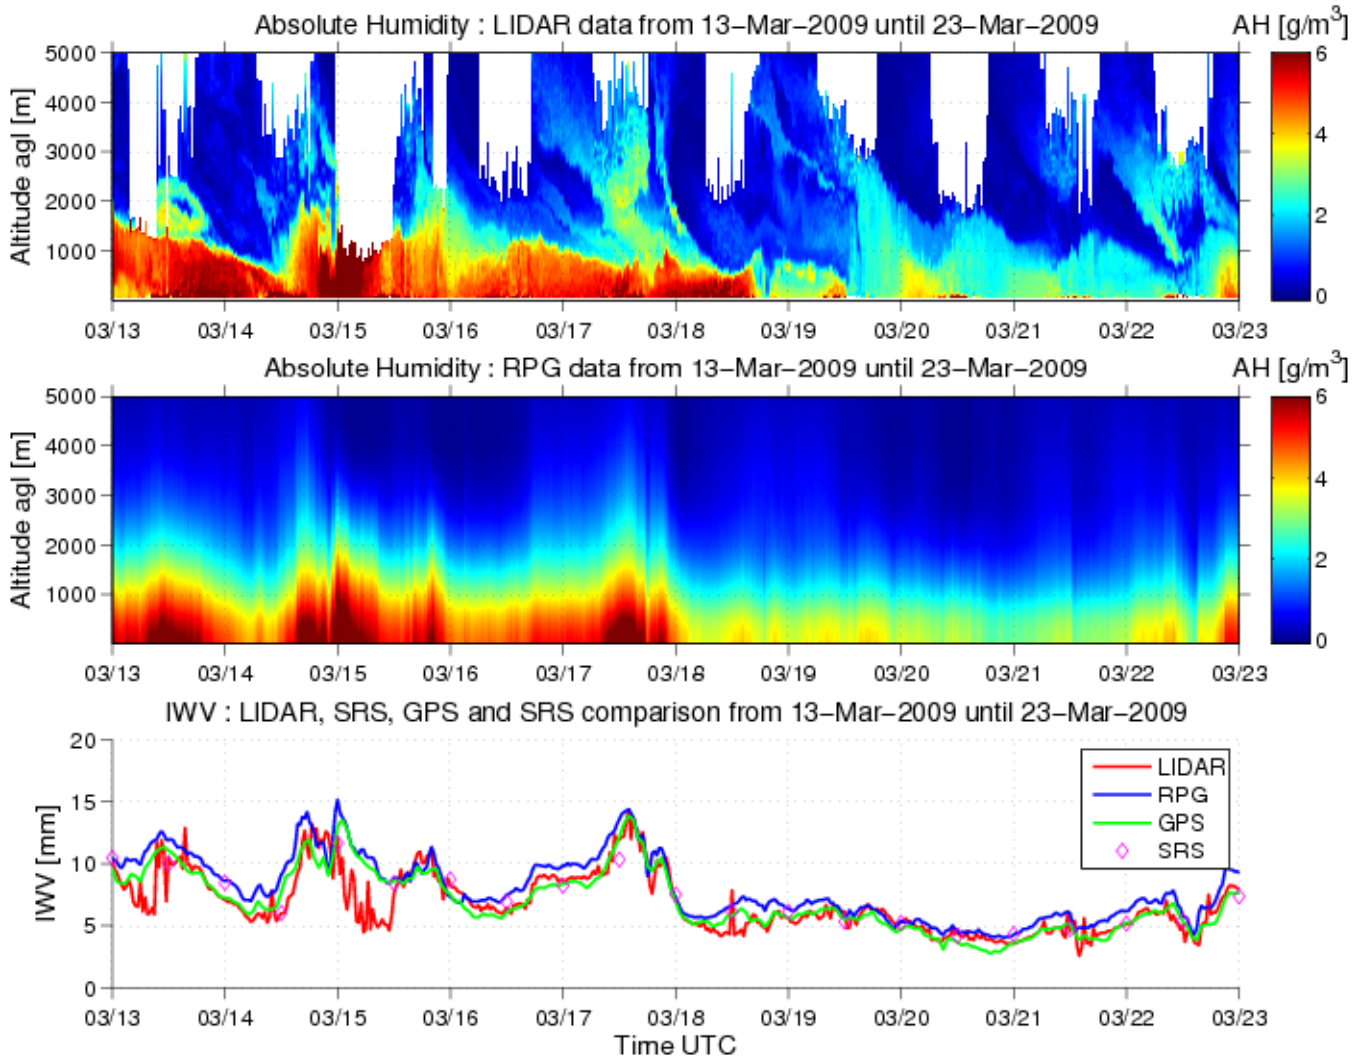 Absolute Humidity : LIDAR data from 13-Mar-2009 until 23-Mar-2009
AH [g/m³]
Altitude agl [m]
5000
4000
3000
2000
1000
6
4
2
0
03/13 03/14 03/15 03/16 03/17 03/18 03/19 03/20 03/21 03/22 03/23
Absolute Humidity : RPG data from 13-Mar-2009 until 23-Mar-2009
AH [g/m³]
Altitude agl [m]
5000
4000
3000
2000
1000
6
4
2
0
03/13 03/14 03/15 03/16 03/17 03/18 03/19 03/20 03/21 03/22 03/23
IWV : LIDAR, SRS, GPS and SRS comparison from 13-Mar-2009 until 23-Mar-2009
IWV [mm]
20
15
10
5
0
LIDAR
RPG
GPS
SRS
03/13 03/14 03/15 03/16 03/17 03/18 03/19 03/20 03/21 03/22 03/23
Time UTC